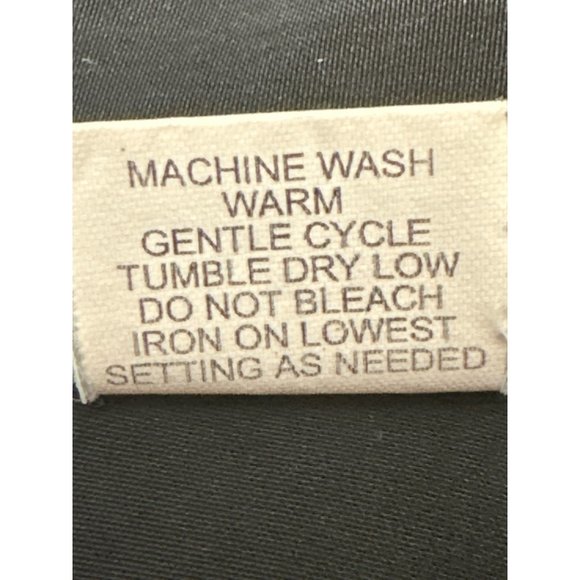 MACHINE WASH
WARM
GENTLE CYCLE
TUMBLE DRY LOW
DO NOT BLEACH
IRON ON LOWEST
SETTING AS NEEDED